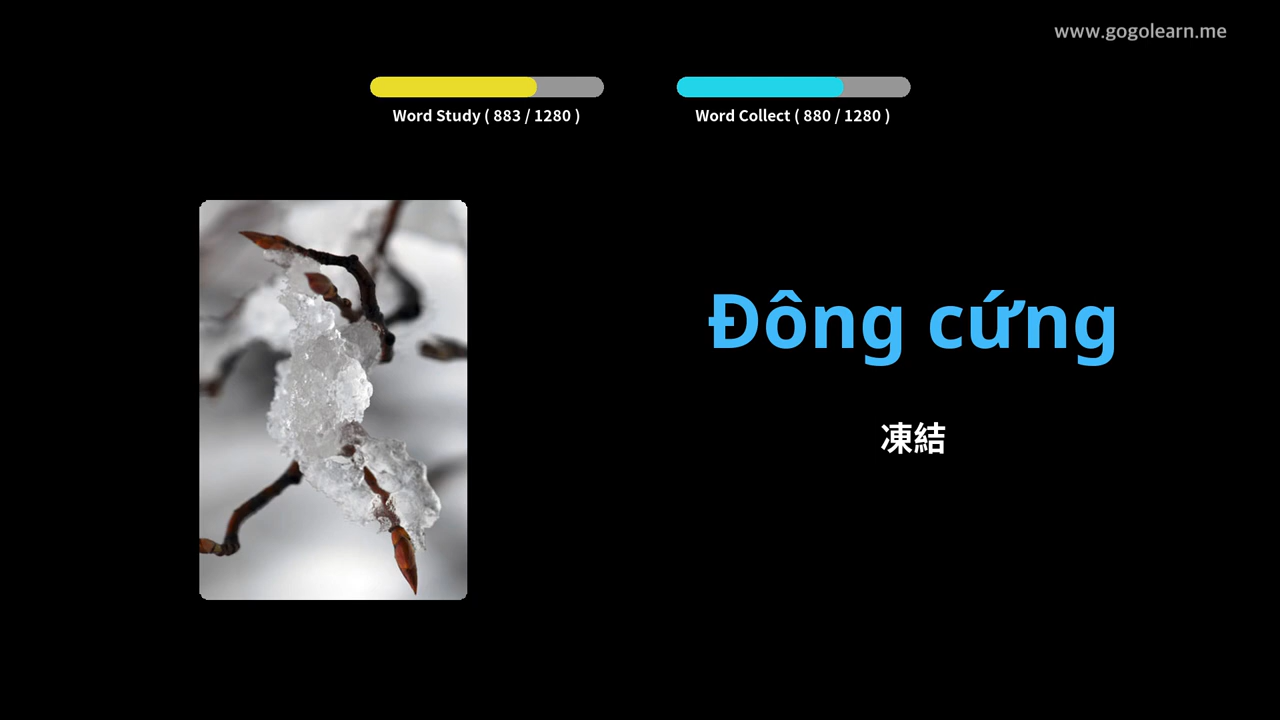 www.gogolearn.me
Word Study ( 883 / 1280 )
Word Collect ( 880 / 1280 )
Đông cứng
凍結